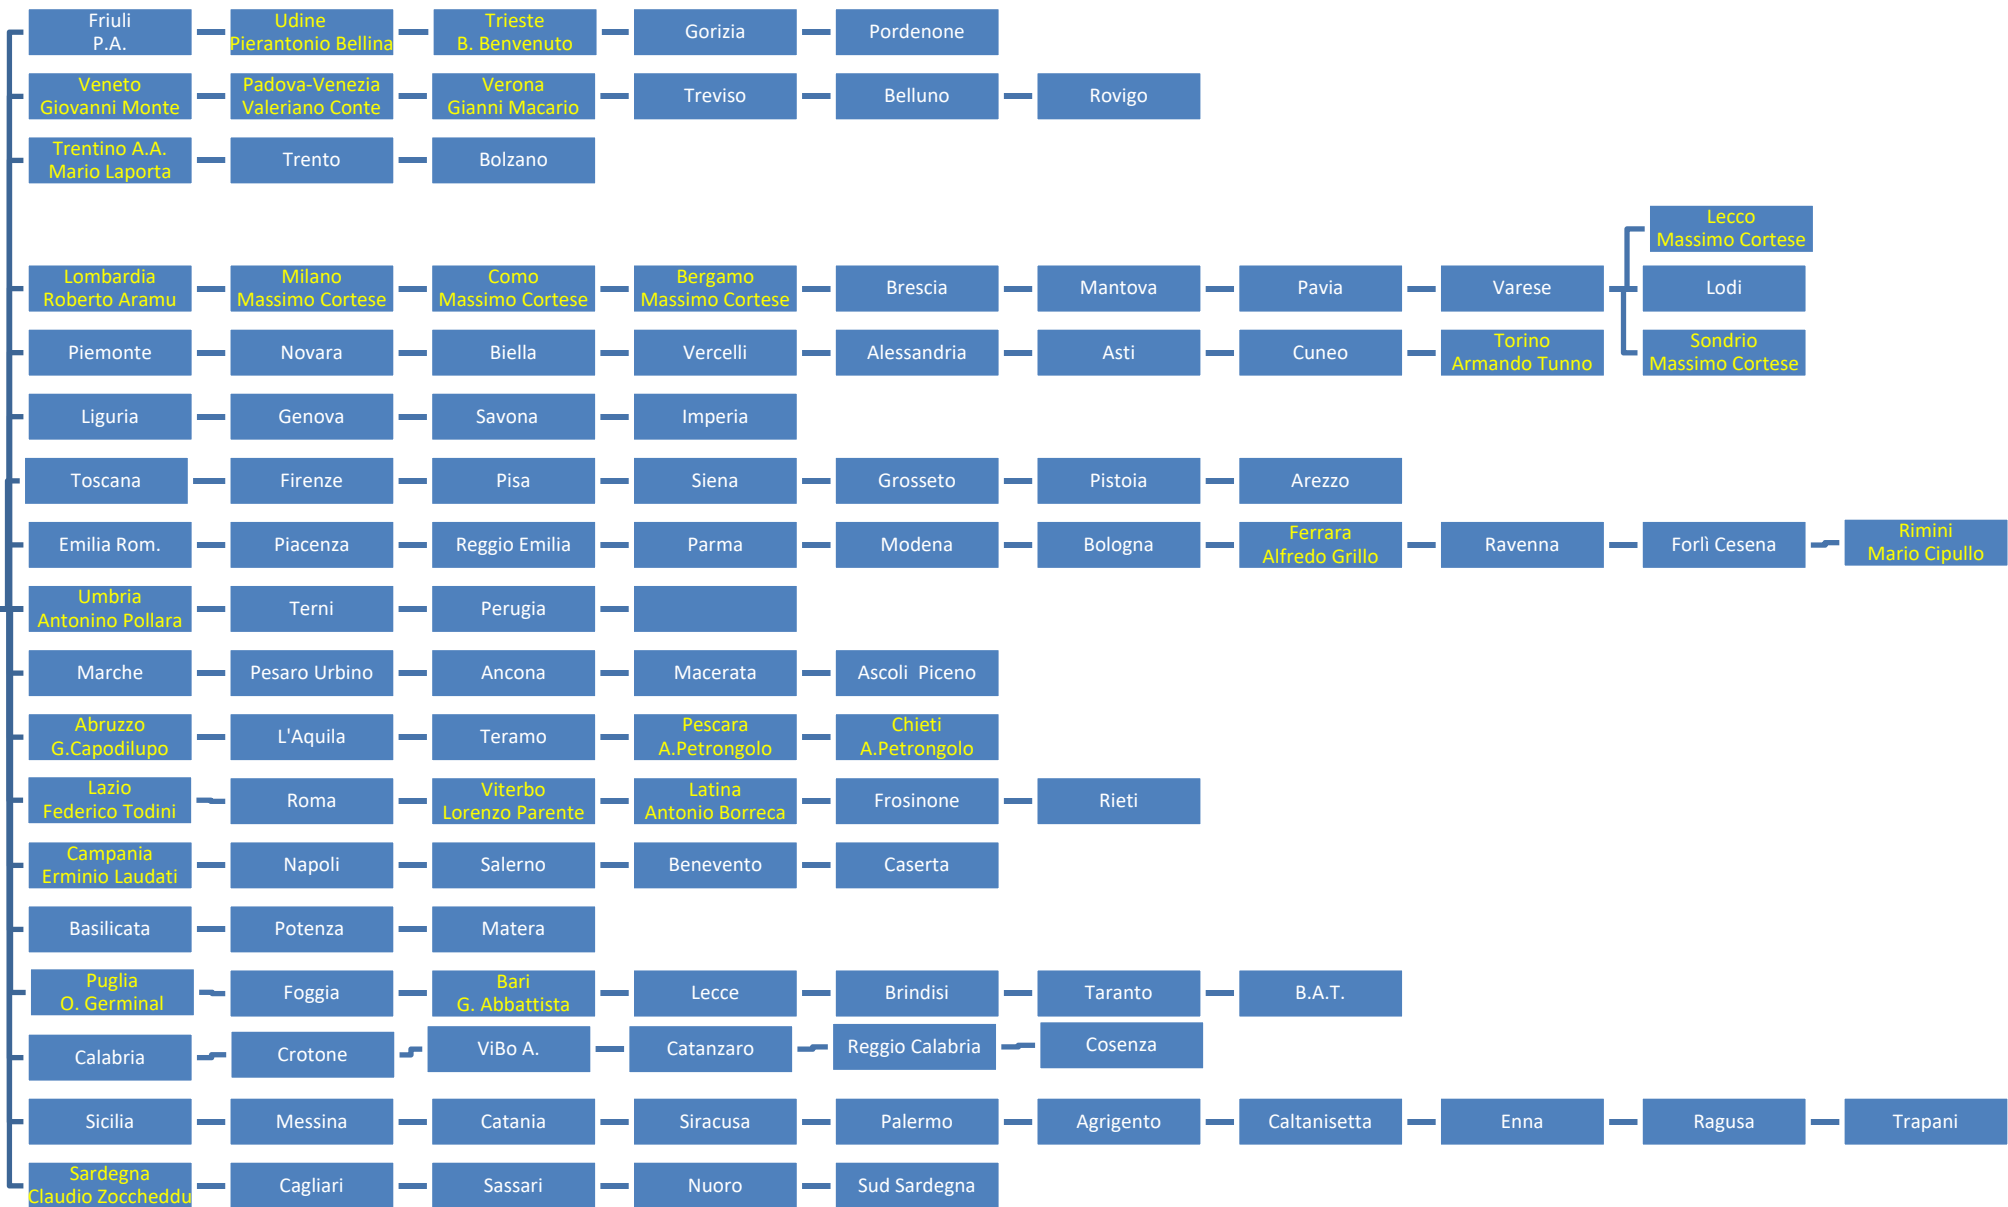 Friuli
P.A.
Udine
Pierantonio Bellina
Trieste
B. Benvenuto
Gorizia
Pordenone
Veneto
Giovanni Monte
Padova-Venezia
Valeriano Conte
Verona
Gianni Macario
Treviso
Belluno
Rovigo
Trentino A.A.
Mario Laporta
Trento
Bolzano
Lombardia
Roberto Aramu
Milano
Massimo Cortese
Como
Massimo Cortese
Bergamo
Massimo Cortese
Brescia
Mantova
Pavia
Varese
Lecco
Massimo Cortese
Lodi
Sondrio
Massimo Cortese
Piemonte
Novara
Biella
Vercelli
Alessandria
Asti
Cuneo
Torino
Armando Tunno
Liguria
Genova
Savona
Imperia
Toscana
Firenze
Pisa
Siena
Grosseto
Pistoia
Arezzo
Emilia Rom.
Piacenza
Reggio Emilia
Parma
Modena
Bologna
Ferrara
Alfredo Grillo
Ravenna
Forlì Cesena
Rimini
Mario Cipullo
Umbria
Antonino Pollara
Terni
Perugia
Marche
Pesaro Urbino
Ancona
Macerata
Ascoli  Piceno
Abruzzo
G.Capodilupo
L'Aquila
Teramo
Pescara
A.Petrongolo
Chieti
A.Petrongolo
Lazio
Federico Todini
Roma
Viterbo
Lorenzo Parente
Latina
Antonio Borreca
Frosinone
Rieti
Campania
Erminio Laudati
Napoli
Salerno
Benevento
Caserta
Basilicata
Potenza
Matera
Puglia
O. Germinal
Foggia
Bari
G. Abbattista
Lecce
Brindisi
Taranto
B.A.T.
Calabria
Crotone
ViBo A.
Catanzaro
Reggio Calabria
Cosenza
Sicilia
Messina
Catania
Siracusa
Palermo
Agrigento
Caltanisetta
Enna
Ragusa
Trapani
Sardegna
Claudio Zoccheddu
Cagliari
Sassari
Nuoro
Sud Sardegna